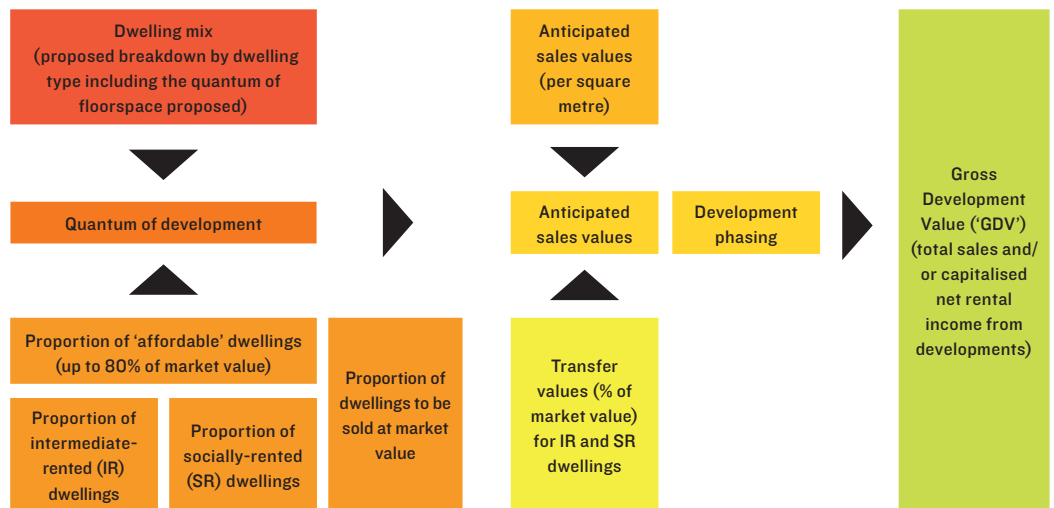 Dwelling mix
(proposed breakdown by dwelling
type including the quantum of
floorspace proposed)
Quantum of development
Proportion of ‘affordable’ dwellings
(up to 80% of market value)
Proportion of
intermediate-
rented (IR)
dwellings
Proportion of
socially-rented
(SR) dwellings
Proportion of
dwellings to be
sold at market
value
Anticipated
sales values
(per square
metre)
Anticipated
sales values
Development
phasing
Transfer
values (% of
market value)
for IR and SR
dwellings
Gross
Development
Value (‘GDV’)
(total sales and/
or capitalised
net rental
income from
developments)